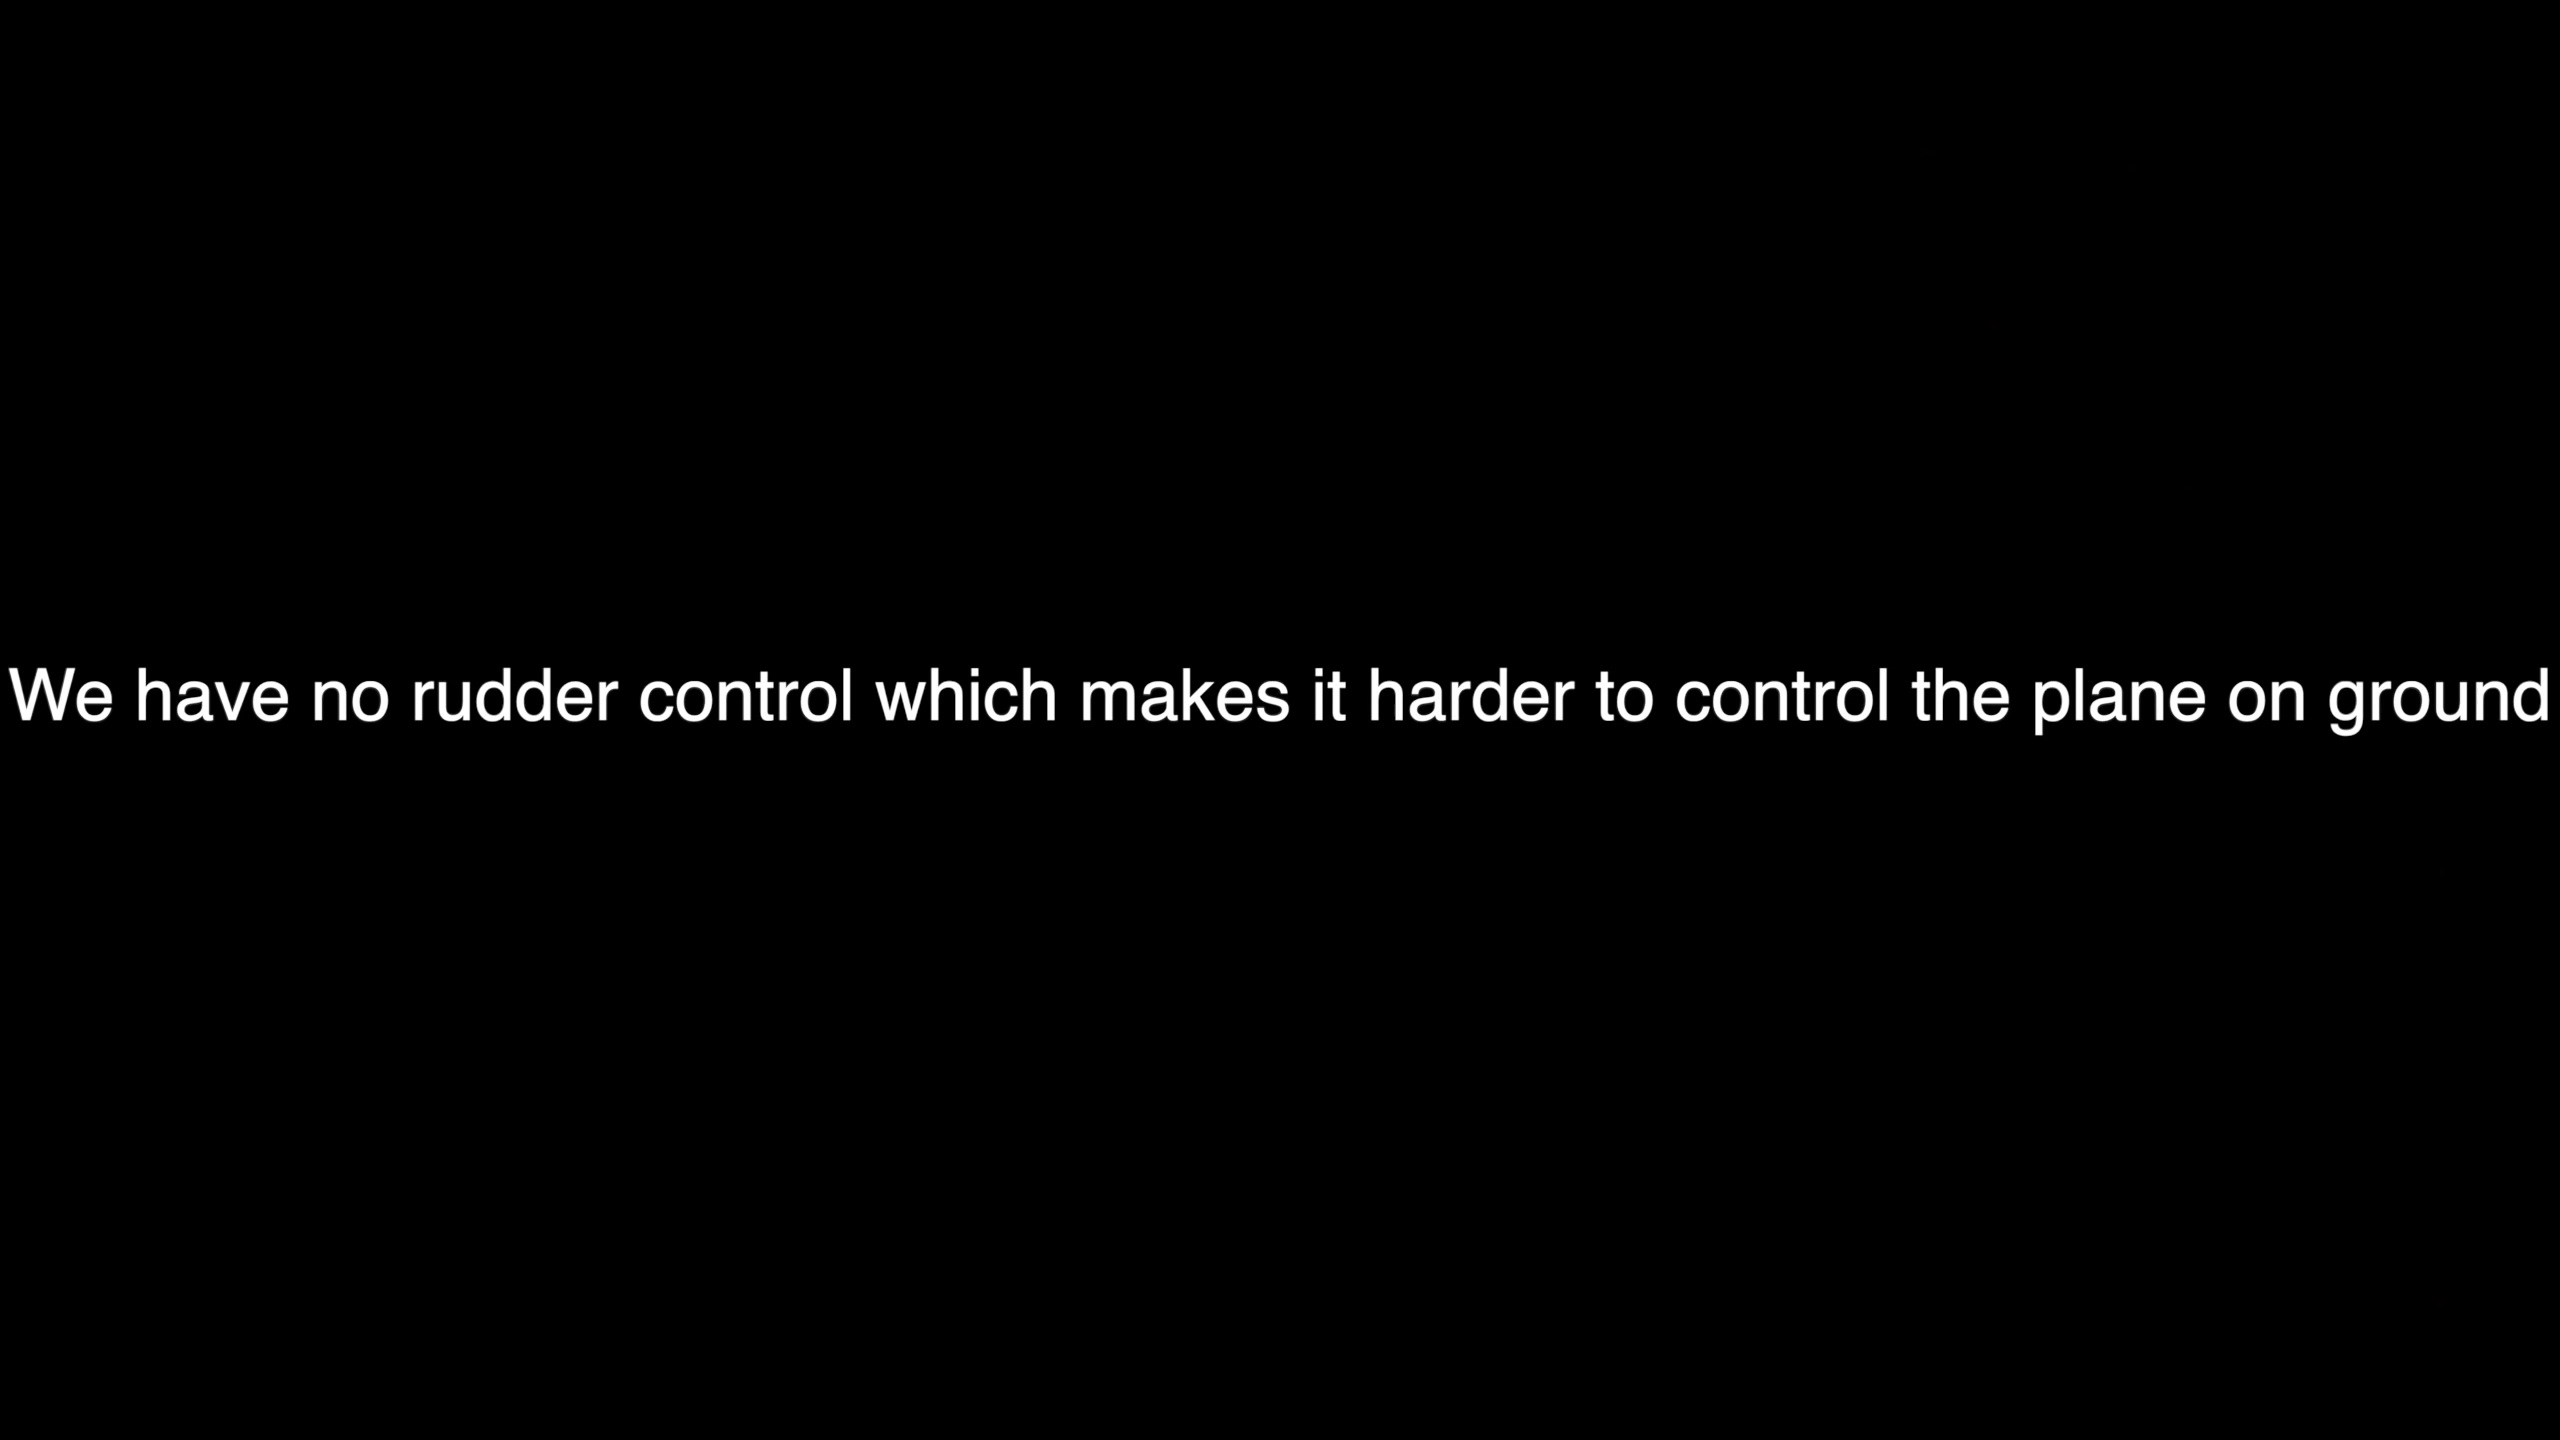 We have no rudder control which makes it harder to control the plane on ground